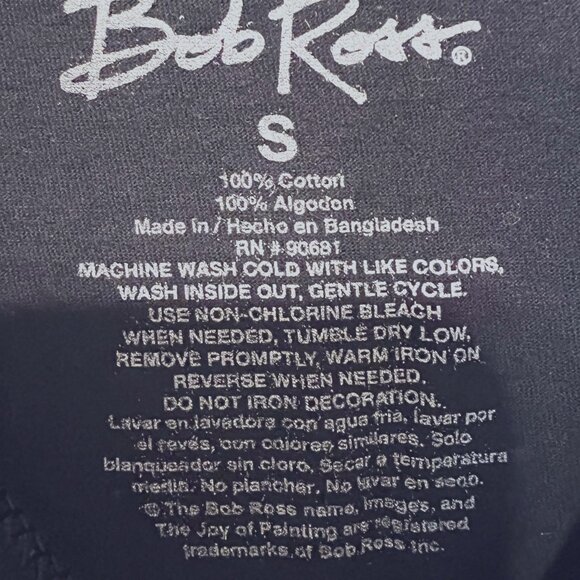 Bob Ross®
S
100% Cotton
100% Algodon
Made in / Hecho en Bangladesh
RN # 90681
MACHINE WASH COLD WITH LIKE COLORS,
WASH INSIDE OUT, GENTLE CYCLE.
USE NON-CHLORINE BLEACH
WHEN NEEDED, TUMBLE DRY LOW,
REMOVE PROMPTLY, WARM IRON ON
REVERSE WHEN NEEDED.
DO NOT IRON DECORATION.
Lavar en lavadora con agua fria, lavar por
el revés, con colores similares. Solo
blanqueador sin cloro. Secar a temperatura
media. No planchar. No lavar en seco.
© The Bob Ross name, images, and
The Joy of Painting are registered
trademarks of Bob Ross Inc.